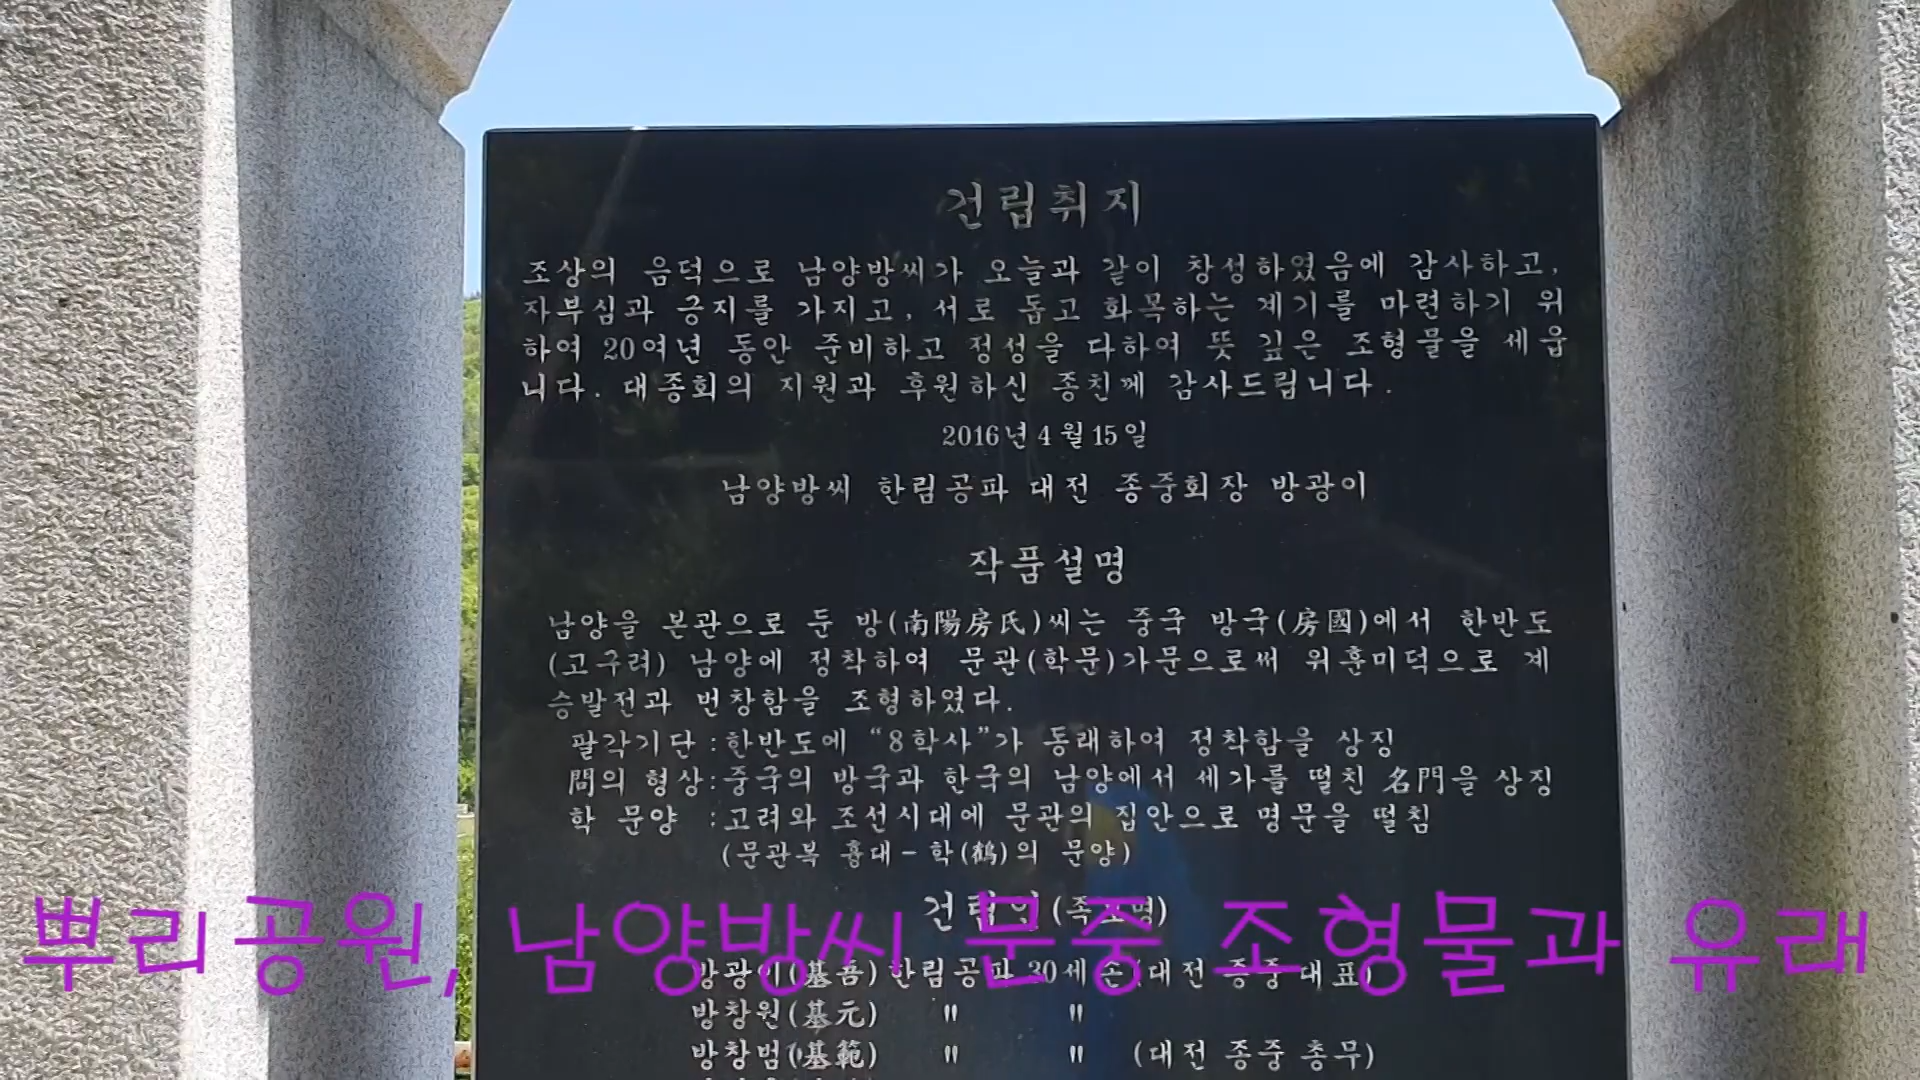 건립취지
조상의 음덕으로 남양방씨가 오늘과 같이 창성하였음에 감사하고,
자부심과 긍지를 가지고, 서로 돕고 화목하는 계기를 마련하기 위
하여 20여년 동안 준비하고 정성을 다하여 뜻 깊은 조형물을 세웁
니다. 대종회의 지원과 후원하신 종친께 감사드립니다.
2016년 4월 15일
남양방씨 한림공파 대전 종중회장 방광이
작품설명
남양을 본관으로 둔 방(南陽房氏)씨는 중국 방국(房國)에서 한반도
(고구려) 남양에 정착하여 문관(학문)가문으로써 위훈미덕으로 계
승발전과 번창함을 조형하였다.
팔각기단 : 한반도에 “8학사”가 동래하여 정착함을 상징
問의 형상 : 중국의 방국과 한국의 남양에서 세가를 떨친 名門을 상징
학 문양 : 고려와 조선시대에 문관의 집안으로 명문을 떨침
(문관복 흉대 - 학(鶴)의 문양)
건립인 (족보명)
방광이(基吾) 한림공파 30세손 (대전 종중 대표)
뿌리공원, 남양방씨 문중 조형물과 유래
방창원(基元) " "
방창범(基範) " " (대전 종중 총무)